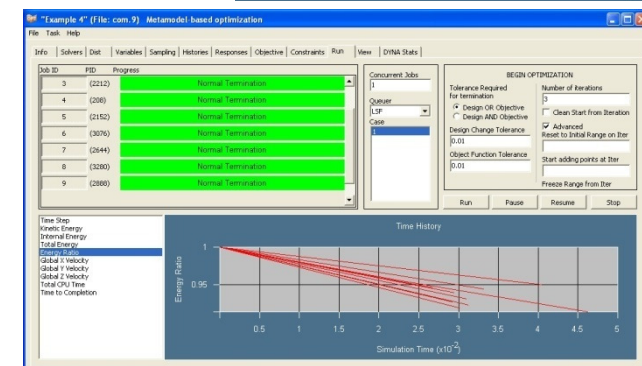 "Example 4" (File: com.9) Metamodel-based optimization
File Task Help
Info Solvers Dist Variables Sampling Histories Responses Objective Constraints Run View DYNA Stats
Job ID PID Progress
3 (2212) Normal Termination
4 (208) Normal Termination
5 (2152) Normal Termination
6 (3076) Normal Termination
7 (2644) Normal Termination
8 (3280) Normal Termination
9 (2888) Normal Termination
Concurrent Jobs
1
Queuer
LSF
Case
1
BEGIN OPTIMIZATION
Tolerance Required
for termination
Design OR Objective
Design AND Objective
Design Change Tolerance
0.01
Object Function Tolerance
0.01
Number of iterations
3
Clean Start from Iteration
Advanced
Reset to Initial Range on Iter
Start adding points at Iter
Freeze Range from Iter
Run Pause Resume Stop
Time Step
Kinetic Energy
Internal Energy
Total Energy
Energy Ratio
Global X Velocity
Global Y Velocity
Global Z Velocity
Total CPU Time
Time to Completion
Time History
Energy Ratio
1
0.95
0.5 1 1.5 2 2.5 3 3.5 4 4.5 5
Simulation Time (x10⁻²)